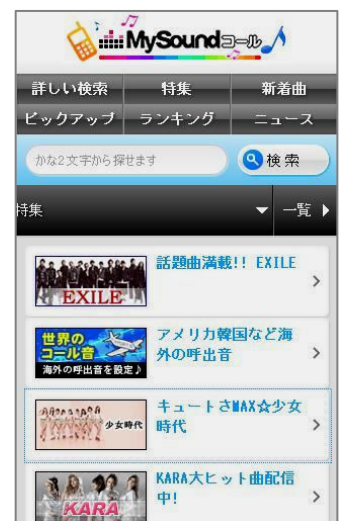 MySoundコール
詳しい検索 特集 新着曲
ピックアップ ランキング ニュース
かな2文字から探せます 検索
特集 一覧
EXILE
話題曲満載!! EXILE
世界の
コール音
海外の呼出音を設定♪
アメリカ韓国など海
外の呼出音
少女時代
キュートさMAX☆少女
時代
KARA
KARA大ヒット曲配信
中!